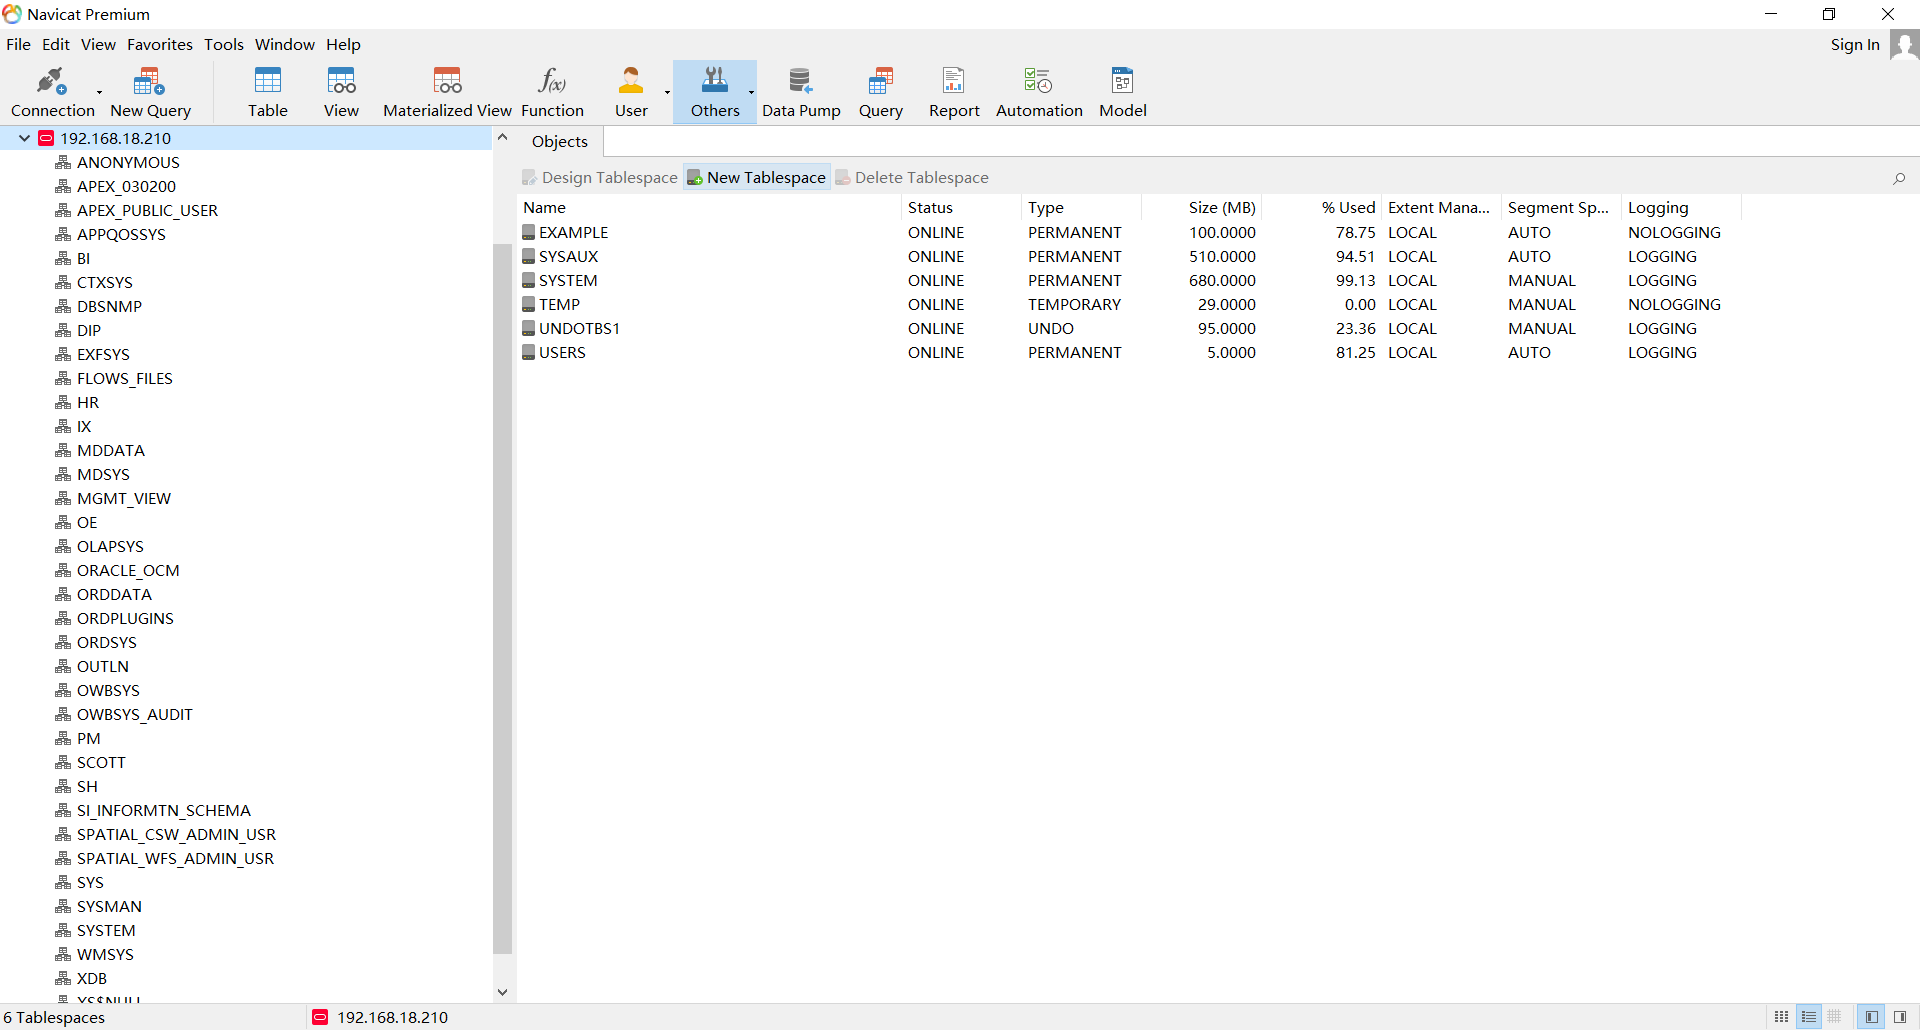 Navicat Premium
File Edit View Favorites Tools Window Help
Sign In
Connection New Query Table View Materialized View Function User Others Data Pump Query Report Automation Model
192.168.18.210
ANONYMOUS
APEX_030200
APEX_PUBLIC_USER
APPQOSSYS
BI
CTXSYS
DBSNMP
DIP
EXFSYS
FLOWS_FILES
HR
IX
MDDATA
MDSYS
MGMT_VIEW
OE
OLAPSYS
ORACLE_OCM
ORDDATA
ORDPLUGINS
ORDSYS
OUTLN
OWBSYS
OWBSYS_AUDIT
PM
SCOTT
SH
SI_INFORMTN_SCHEMA
SPATIAL_CSW_ADMIN_USR
SPATIAL_WFS_ADMIN_USR
SYS
SYSMAN
SYSTEM
WMSYS
XDB
XS$NULL
Objects
Design Tablespace New Tablespace Delete Tablespace
Name Status Type Size (MB) % Used Extent Mana... Segment Sp... Logging
EXAMPLE ONLINE PERMANENT 100.0000 78.75 LOCAL AUTO NOLOGGING
SYSAUX ONLINE PERMANENT 510.0000 94.51 LOCAL AUTO LOGGING
SYSTEM ONLINE PERMANENT 680.0000 99.13 LOCAL MANUAL LOGGING
TEMP ONLINE TEMPORARY 29.0000 0.00 LOCAL MANUAL NOLOGGING
UNDOTBS1 ONLINE UNDO 95.0000 23.36 LOCAL MANUAL LOGGING
USERS ONLINE PERMANENT 5.0000 81.25 LOCAL AUTO LOGGING
6 Tablespaces
192.168.18.210